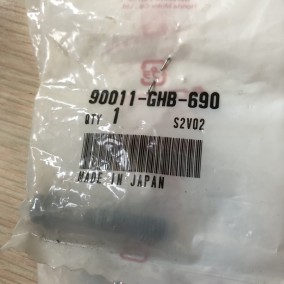 90011-GHB-690
QTY 1 S2V02
MADE IN JAPAN